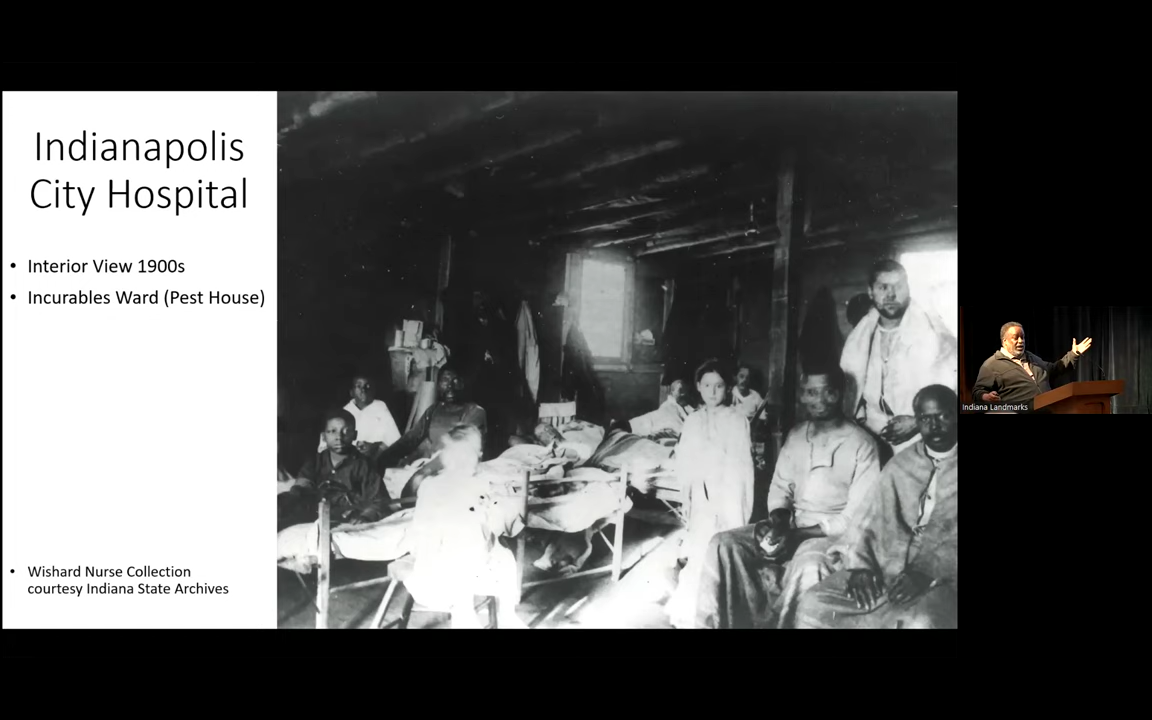 Indianapolis
City Hospital
• Interior View 1900s
• Incurables Ward (Pest House)
• Wishard Nurse Collection
courtesy Indiana State Archives
Indiana Landmarks